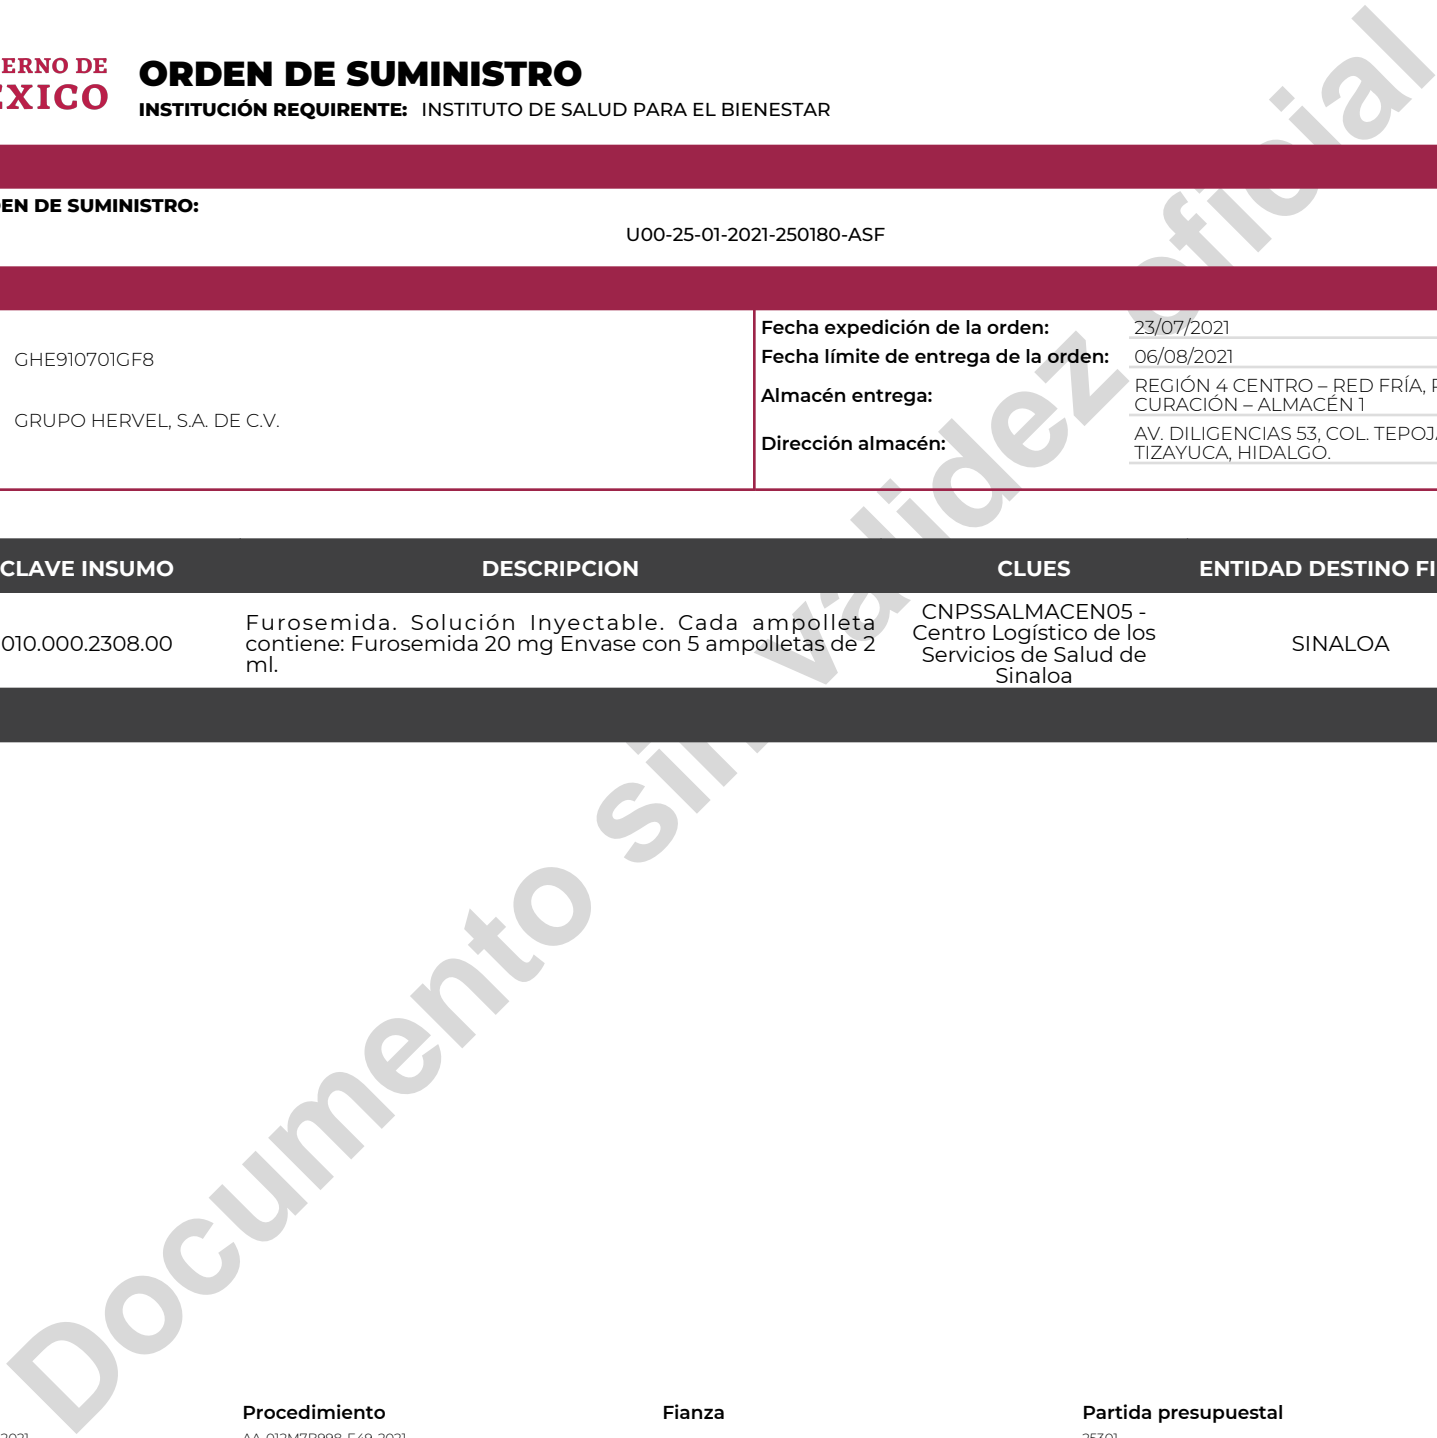 ERNO DE
ORDEN DE SUMINISTRO
INSTITUCIÓN REQUIRENTE: INSTITUTO DE SALUD PARA EL BIENESTAR
EN DE SUMINISTRO:
U00-25-01-2021-250180-ASF
GHE910701GF8
GRUPO HERVEL, S.A. DE C.V.
Fecha expedición de la orden: 23/07/2021
Fecha límite de entrega de la orden: 06/08/2021
Almacén entrega: REGIÓN 4 CENTRO – RED FRÍA,
CURACIÓN – ALMACÉN 1
Dirección almacén: AV. DILIGENCIAS 53, COL. TEPOJ
TIZAYUCA, HIDALGO.
CLAVE INSUMO DESCRIPCION CLUES ENTIDAD DESTINO FI
010.000.2308.00
Furosemida. Solución Inyectable. Cada ampolleta
contiene: Furosemida 20 mg Envase con 5 ampolletas de 2
ml.
CNPSSALMACEN05 -
Centro Logístico de los
Servicios de Salud de
Sinaloa
SINALOA
Documento sin validez oficial
Procedimiento Fianza Partida presupuestal